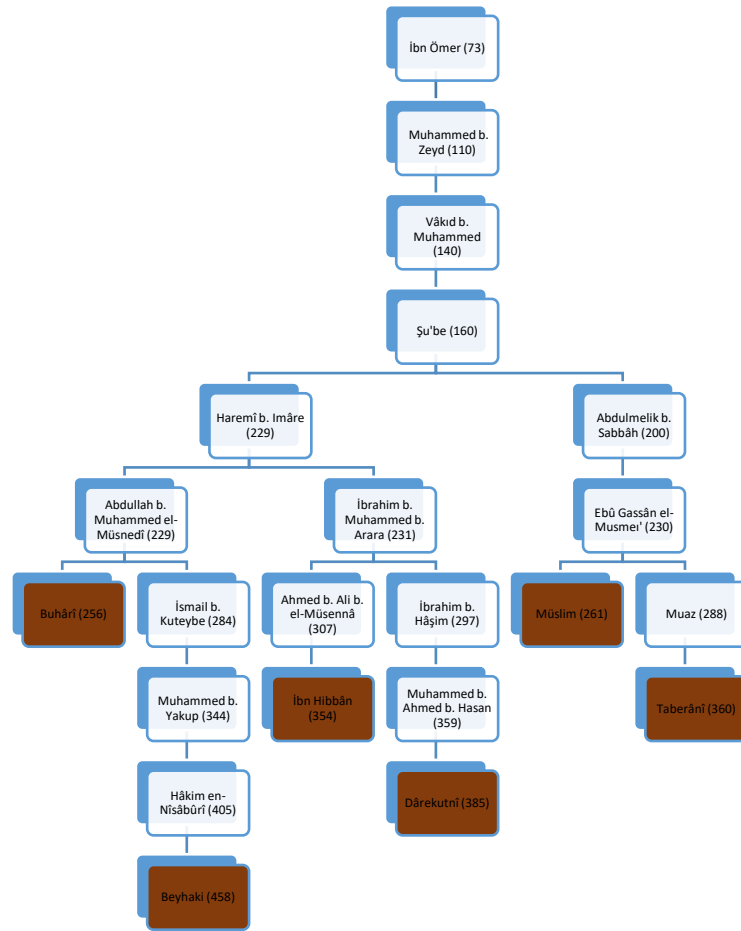 İbn Ömer (73)
Muhammed b.
Zeyd (110)
Vâkıd b.
Muhammed
(140)
Şu'be (160)
Haremî b. Imâre
(229)
Abdulmelik b.
Sabbâh (200)
Abdullah b.
Muhammed el-
Müsnedî (229)
İbrahim b.
Muhammed b.
Arara (231)
Ebû Gassân el-
Musmeı' (230)
Buhârî (256)
İsmail b.
Kuteybe (284)
Ahmed b. Ali b.
el-Müsennâ
(307)
İbrahim b.
Hâşim (297)
Müslim (261)
Muaz (288)
Muhammed b.
Yakup (344)
İbn Hibbân
(354)
Muhammed b.
Ahmed b. Hasan
(359)
Taberânî (360)
Hâkim en-
Nîsâbûrî (405)
Dârekutnî (385)
Beyhaki (458)